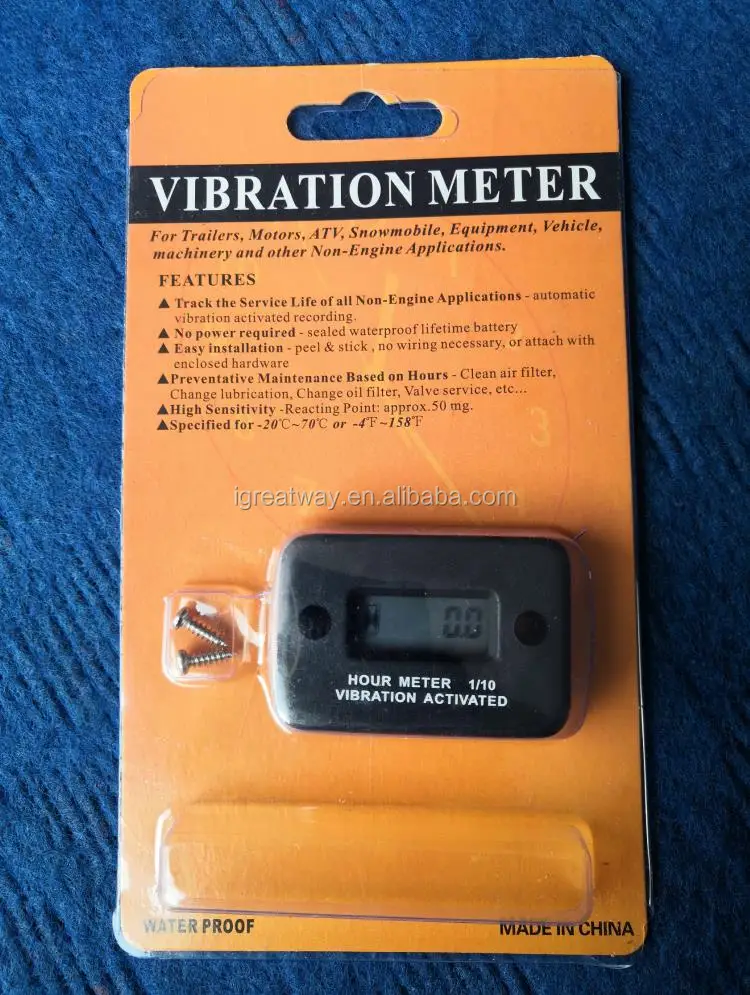 VIBRATION METER
For Trailers, Motors, ATV, Snowmobile, Equipment, Vehicle,
machinery and other Non-Engine Applications.
FEATURES
▲ Track the Service Life of all Non-Engine Applications - automatic
vibration activated recording.
▲ No power required - sealed waterproof lifetime battery
▲ Easy installation - peel & stick , no wiring necessary, or attach with
enclosed hardware
▲Preventative Maintenance Based on Hours - Clean air filter,
Change lubrication, Change oil filter, Valve service, etc...
▲High Sensitivity -Reacting Point: approx.50 mg.
▲Specified for -20℃~70℃ or -4℉~158℉
3
igreatway.en.alibaba.com
0.0
HOUR METER 1/10
VIBRATION ACTIVATED
WATER PROOF
MADE IN CHINA